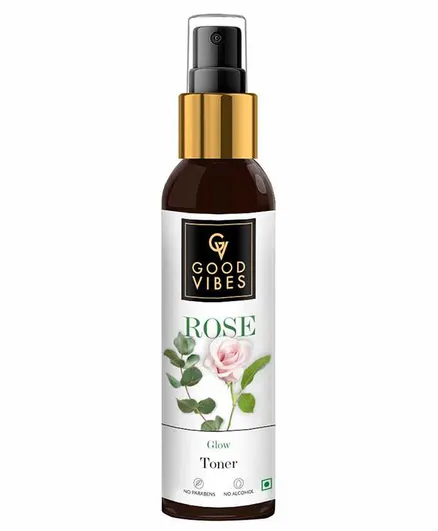 GV
GOOD
VIBES
ROSE
Glow
Toner
NO PARABENS NO ALCOHOL